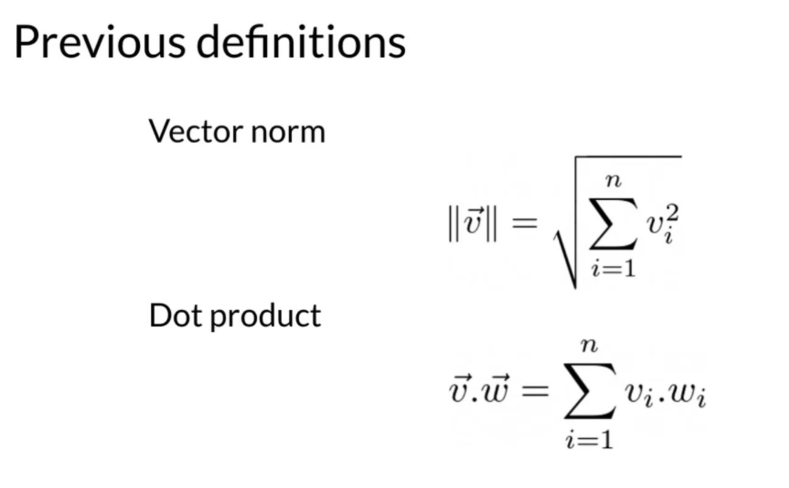 Previous definitions
Vector norm
‖v⃗‖ = √(∑_{i=1}^{n} v_i^2)
Dot product
v⃗.w⃗ = ∑_{i=1}^{n} v_i.w_i